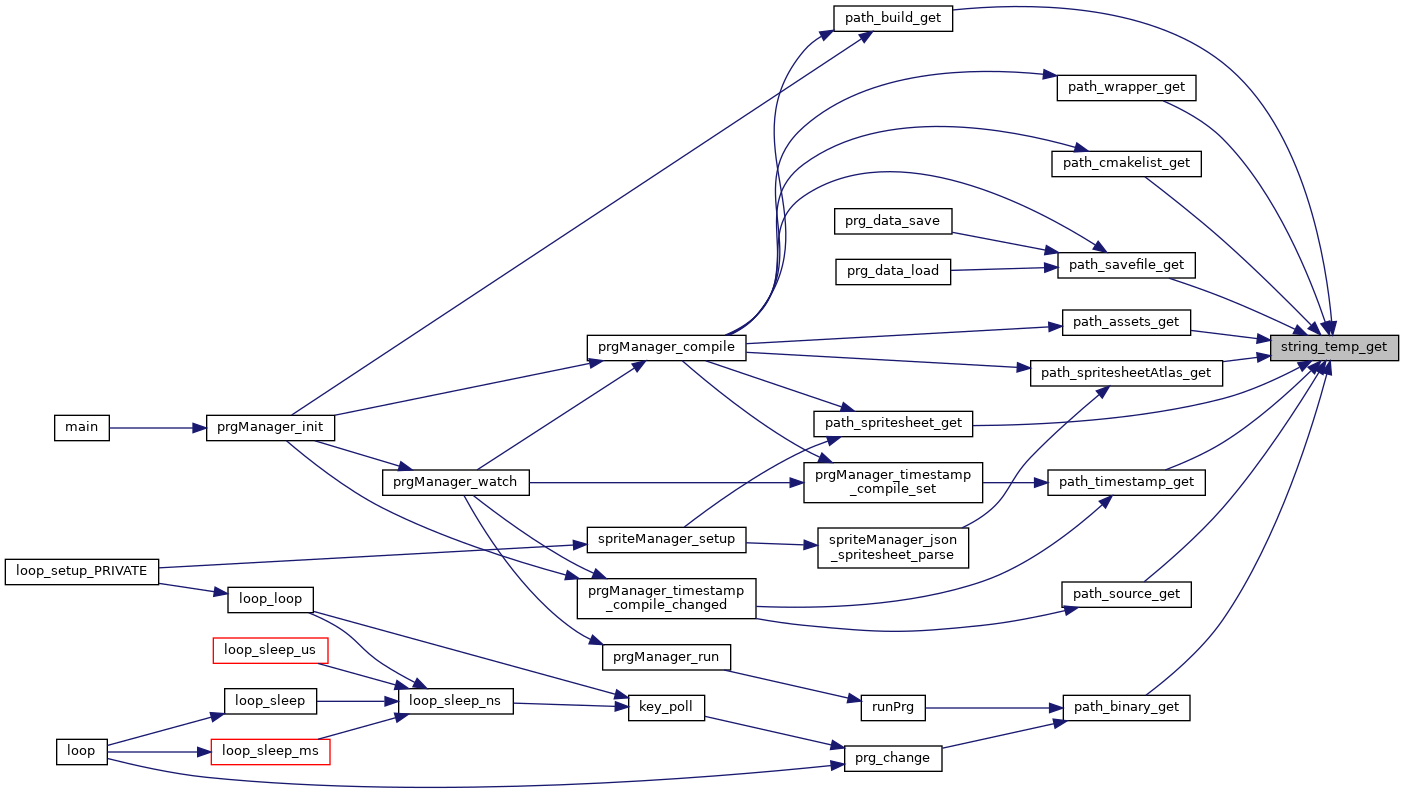 path_build_get
path_wrapper_get
path_cmakelist_get
prg_data_save
path_savefile_get
prg_data_load
path_assets_get
prgManager_compile
string_temp_get
path_spritesheetAtlas_get
main
prgManager_init
path_spritesheet_get
prgManager_watch
prgManager_timestamp
_compile_set
path_timestamp_get
spriteManager_setup
spriteManager_json
_spritesheet_parse
loop_setup_PRIVATE
loop_loop
prgManager_timestamp
_compile_changed
path_source_get
loop_sleep_us
prgManager_run
loop_sleep
loop_sleep_ns
key_poll
runPrg
path_binary_get
loop
loop_sleep_ms
prg_change